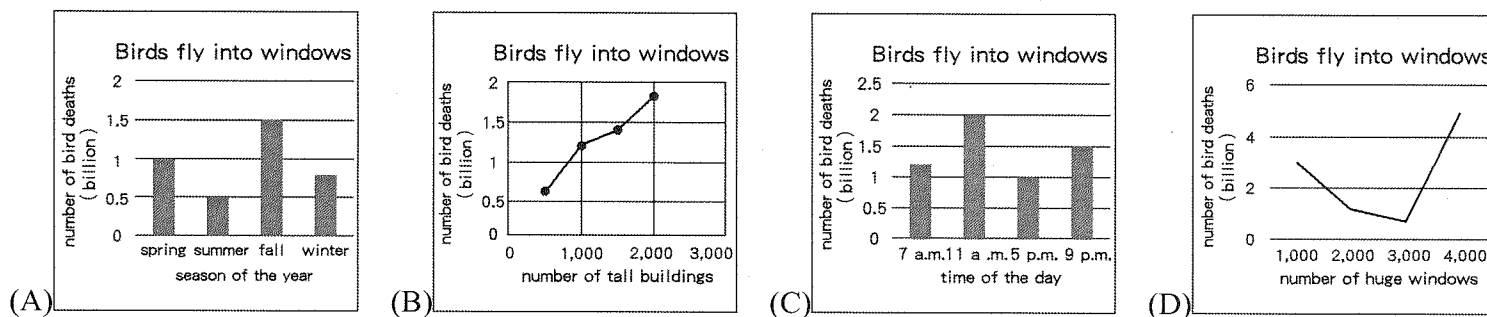 (A)
Birds fly into windows
number of bird deaths
(billion)
2
1.5
1
0.5
0
spring summer fall winter
season of the year
(B)
Birds fly into windows
number of bird deaths
(billion)
2
1.5
1
0.5
0 1,000 2,000 3,000
number of tall buildings
(C)
Birds fly into windows
number of bird deaths
(billion)
2.5
2
1.5
1
0.5
0
7 a.m. 11 a .m. 5 p.m. 9 p.m.
time of the day
(D)
Birds fly into windows
number of bird deaths
(billion)
6
4
2
0
1,000 2,000 3,000 4,000
number of huge windows